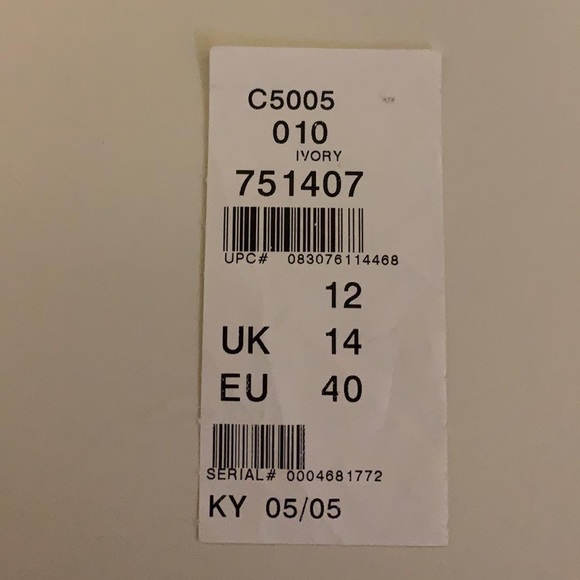 C5005
010
IVORY
751407
UPC# 083076114468
12
UK 14
EU 40
SERIAL# 0004681772
KY 05/05